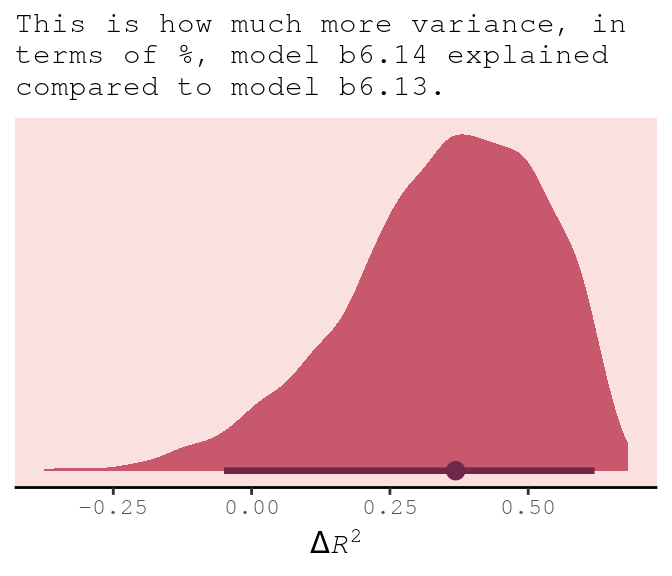 This is how much more variance, in
terms of %, model b6.14 explained
compared to model b6.13.
−0.25 0.00 0.25 0.50
ΔR²